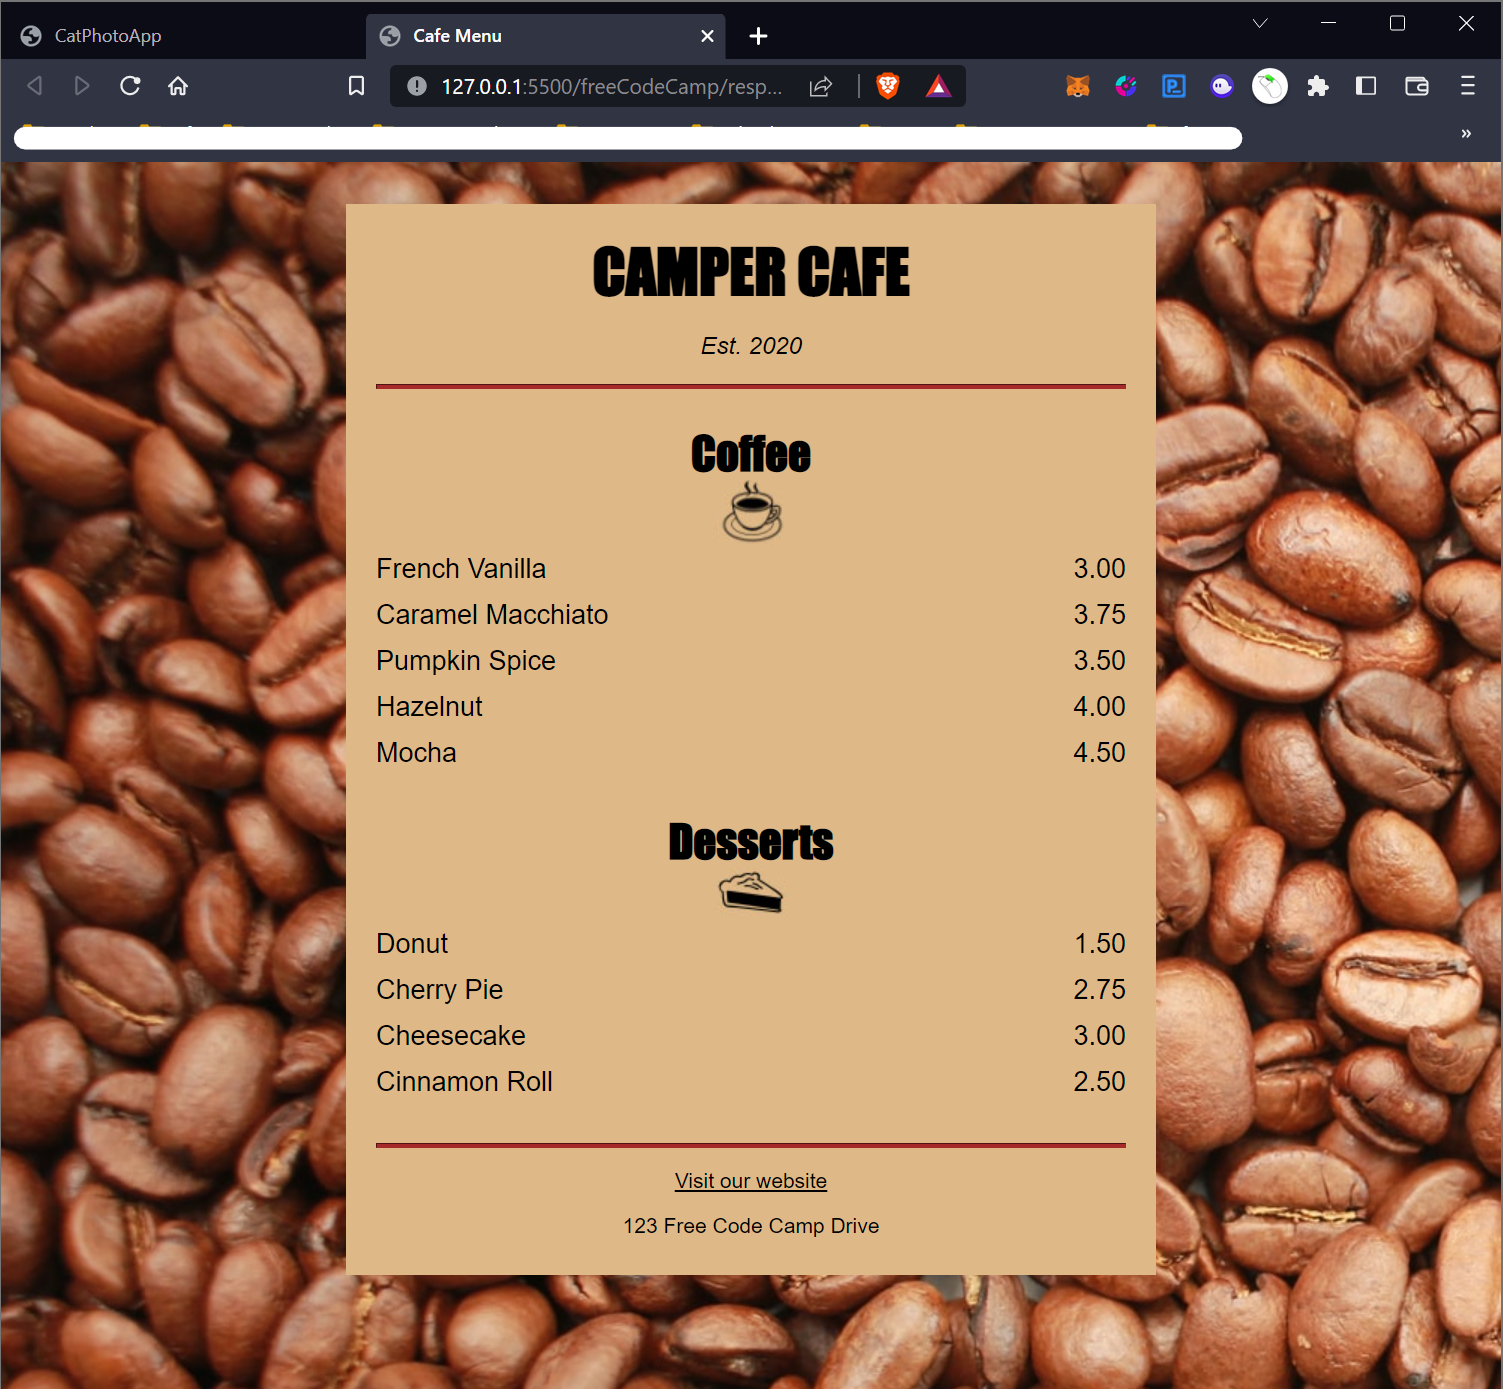 CatPhotoApp
Cafe Menu
127.0.0.1:5500/freeCodeCamp/resp...
CAMPER CAFE
Est. 2020
Coffee
French Vanilla 3.00
Caramel Macchiato 3.75
Pumpkin Spice 3.50
Hazelnut 4.00
Mocha 4.50
Desserts
Donut 1.50
Cherry Pie 2.75
Cheesecake 3.00
Cinnamon Roll 2.50
Visit our website
123 Free Code Camp Drive